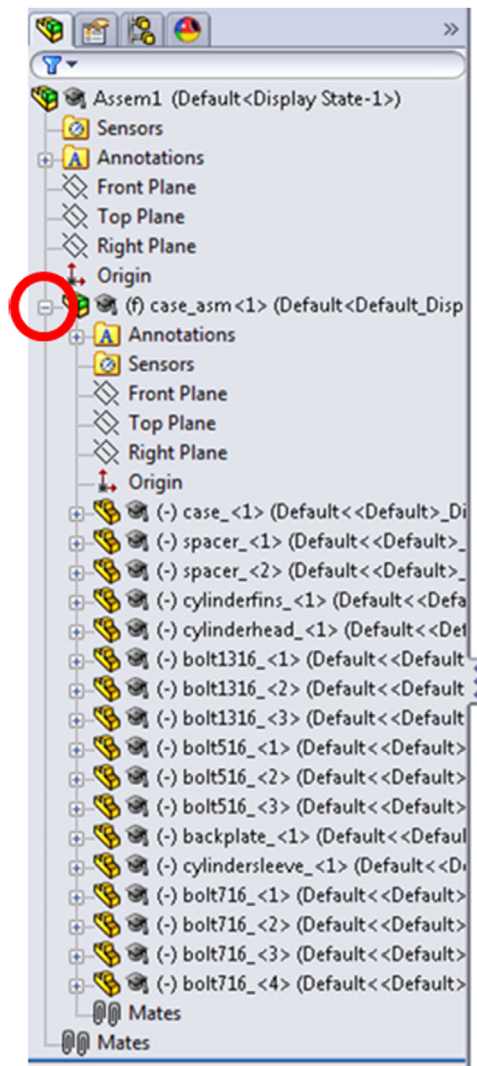 Assem1 (Default<Display State-1>)
Sensors
Annotations
Front Plane
Top Plane
Right Plane
Origin
(f) case_asm<1> (Default<Default_Disp
Annotations
Sensors
Front Plane
Top Plane
Right Plane
Origin
(-) case_<1> (Default<<Default>_Di
(-) spacer_<1> (Default<<Default>_
(-) spacer_<2> (Default<<Default>_
(-) cylinderfins_<1> (Default<<Defa
(-) cylinderhead_<1> (Default<<Def
(-) bolt1316_<1> (Default<<Default
(-) bolt1316_<2> (Default<<Default
(-) bolt1316_<3> (Default<<Default
(-) bolt516_<1> (Default<<Default>
(-) bolt516_<2> (Default<<Default>
(-) bolt516_<3> (Default<<Default>
(-) backplate_<1> (Default<<Defaul
(-) cylindersleeve_<1> (Default<<D
(-) bolt716_<1> (Default<<Default>
(-) bolt716_<2> (Default<<Default>
(-) bolt716_<3> (Default<<Default>
(-) bolt716_<4> (Default<<Default>
Mates
Mates